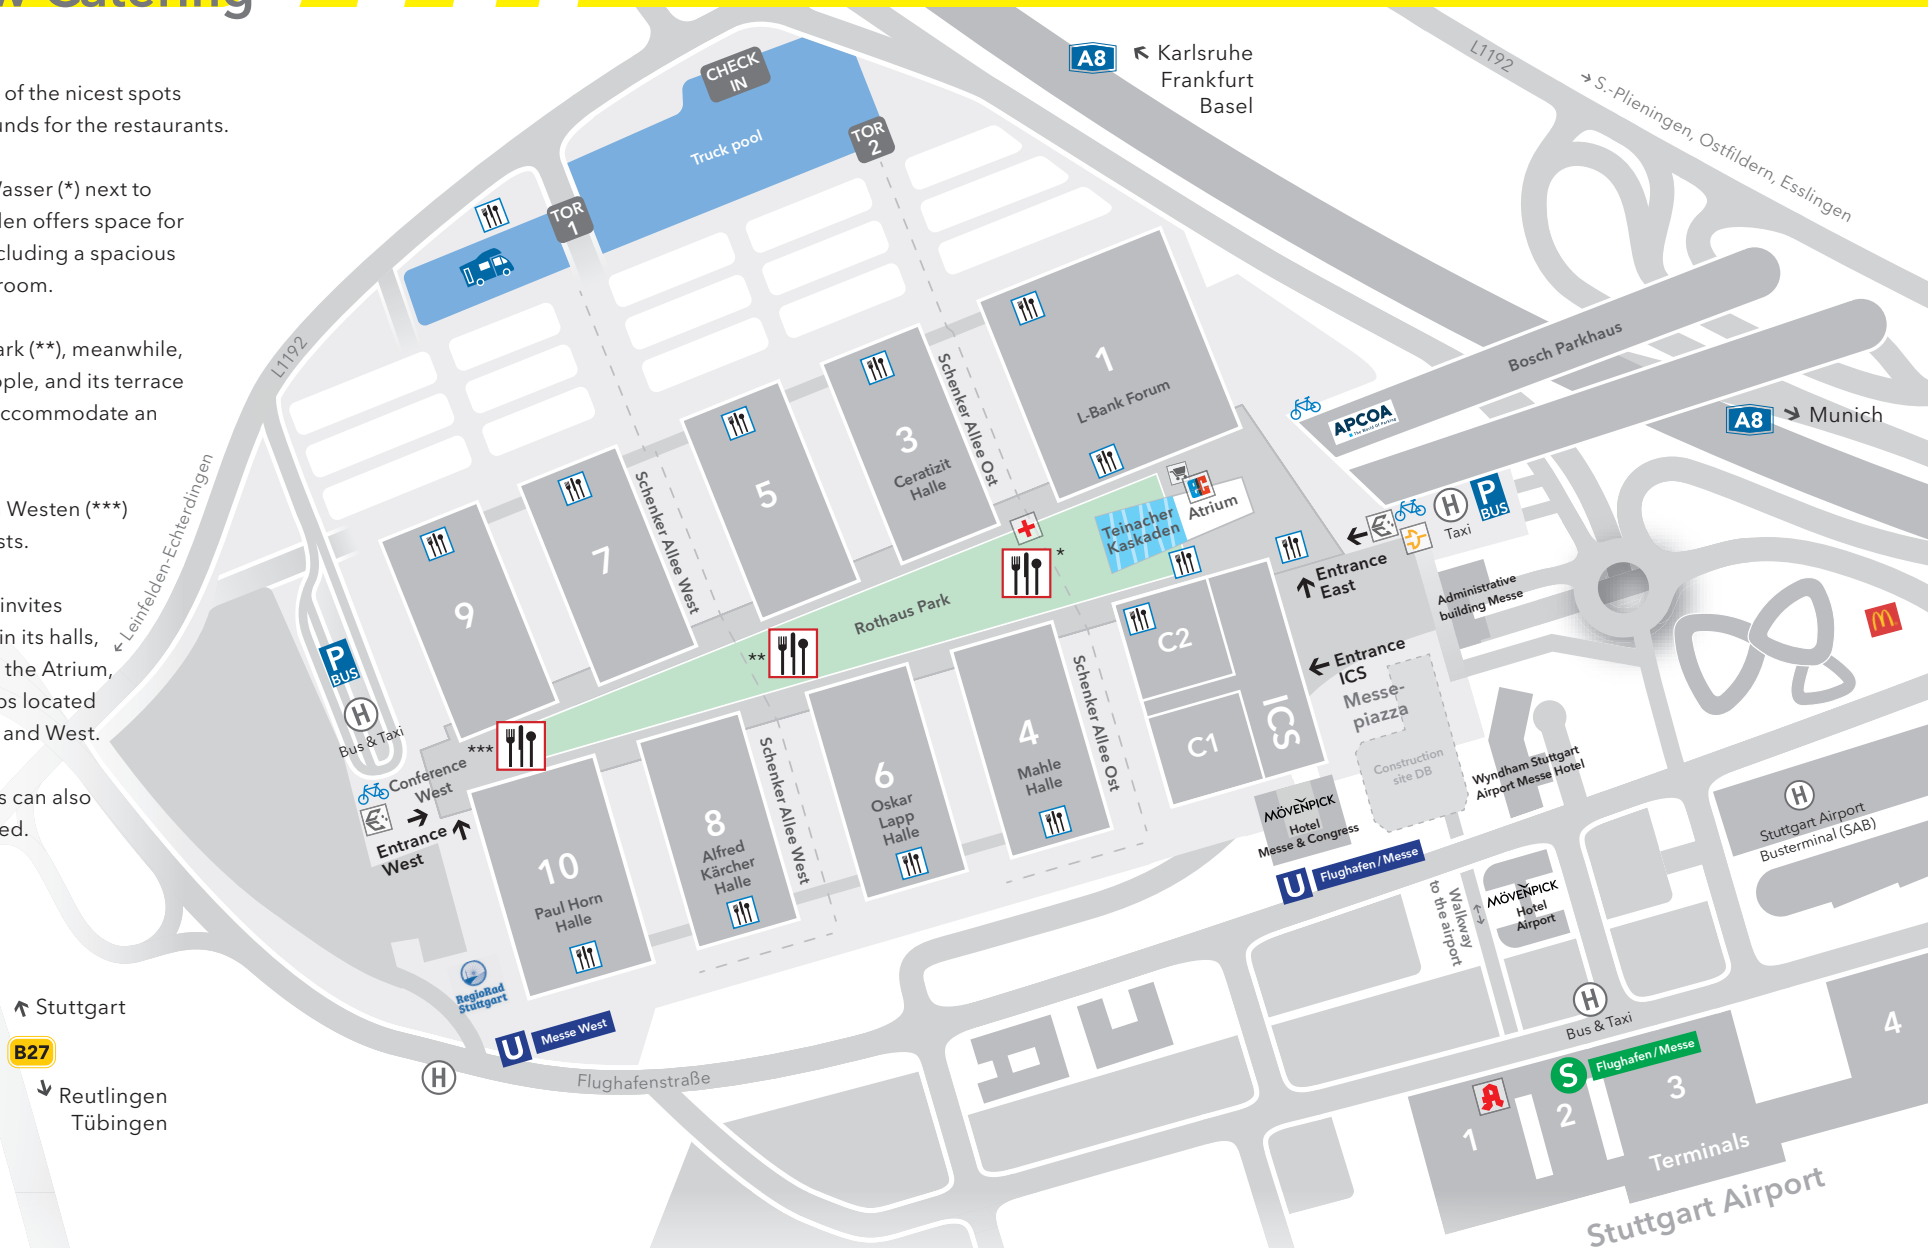 Catering
of the nicest spots
unds for the restaurants.
Wasser (*) next to
len offers space for
cluding a spacious
room.
ark (**), meanwhile,
ople, and its terrace
accommodate an
Westen (***)
sts.
invites
in its halls,
the Atrium,
os located
and West.
s can also
ed.
Stuttgart
B27
Reutlingen
Tübingen
A8
Karlsruhe
Frankfurt
Basel
L1192
S.-Plieningen, Ostfildern, Esslingen
CHECK
IN
Truck pool
TOR
2
TOR
1
L1192
Leinfelden-Echterdingen
Bosch Parkhaus
APCOA
A8
Munich
1
L-Bank Forum
Schenker Allee Ost
3
Ceratizit
Halle
5
Schenker Allee West
7
9
Teinacher
Kaskaden
Atrium
Rothaus Park
*
**
***
P
BUS
H
Bus & Taxi
Conference
West
Entrance
West
H
Taxi
P
BUS
Entrance
East
Administrative
building Messe
Entrance
ICS
Messe-
piazza
Construction
site DB
C2
C1
ICS
Schenker Allee Ost
4
Mahle
Halle
6
Oskar
Lapp
Halle
Schenker Allee West
8
Alfred
Kärcher
Halle
10
Paul Horn
Halle
MÖVENPICK
Hotel
Messe & Congress
U
Flughafen / Messe
Wyndham Stuttgart
Airport Messe Hotel
H
Stuttgart Airport
Busterminal (SAB)
Walkway
to the airport
MÖVENPICK
Hotel
Airport
RegioRad
Stuttgart
U
Messe West
H
Flughafenstraße
H
Bus & Taxi
S
Flughafen / Messe
1
2
3
4
Terminals
Stuttgart Airport